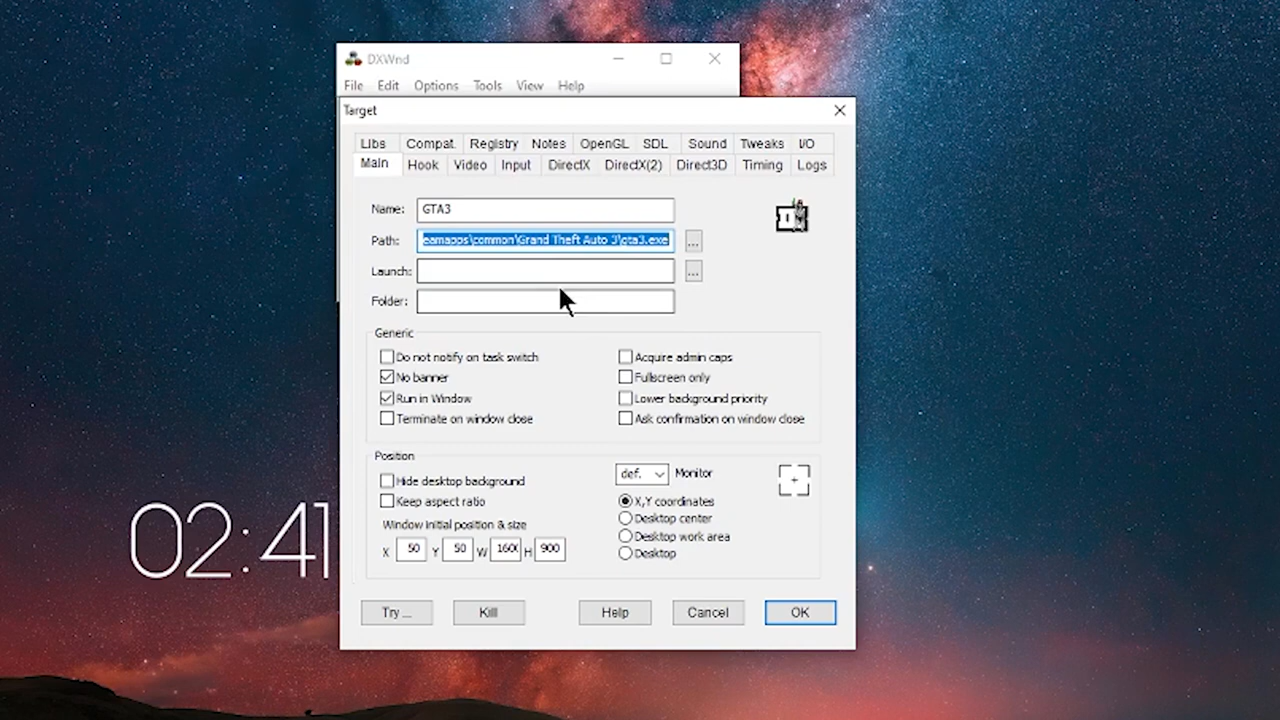 DXWnd
File Edit Options Tools View Help
Target
Libs Compat. Registry Notes OpenGL SDL Sound Tweaks I/O
Main Hook Video Input DirectX DirectX(2) Direct3D Timing Logs
Name: GTA3
Path: eamapps\common\Grand Theft Auto 3\gta3.exe ...
Launch: ...
Folder:
Generic
Do not notify on task switch Acquire admin caps
No banner Fullscreen only
Run in Window Lower background priority
Terminate on window close Ask confirmation on window close
Position
Hide desktop background def. Monitor
Keep aspect ratio X,Y coordinates
Window initial position & size Desktop center
Desktop work area
X 50 Y 50 W 160 H 900 Desktop
02:41
Try... Kill Help Cancel OK